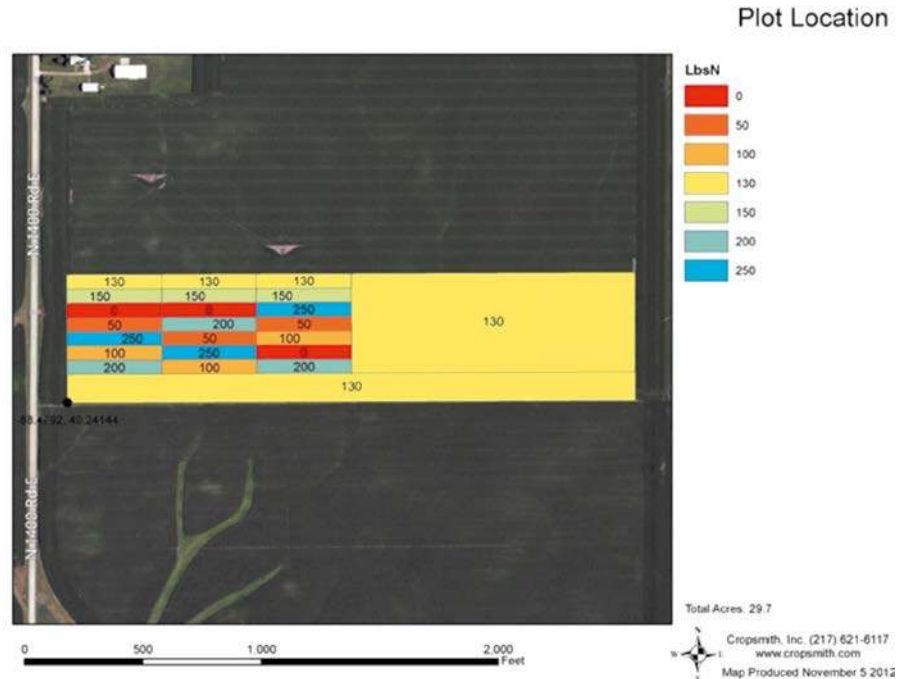 Plot Location
LbsN
0
50
100
130
150
200
250
N 1400 Rd E
130 130 130
150 150 150
0 0 250
50 200 50
250 50 100
100 250 0
200 100 200
130
130
-88.4792, 40.24144
N 1400 Rd E
Total Acres. 29.7
0 500 1,000 2,000
Feet
N
W
Cropsmith, Inc. (217) 621-6117
www.cropsmith.com
Map Produced November 5 2012